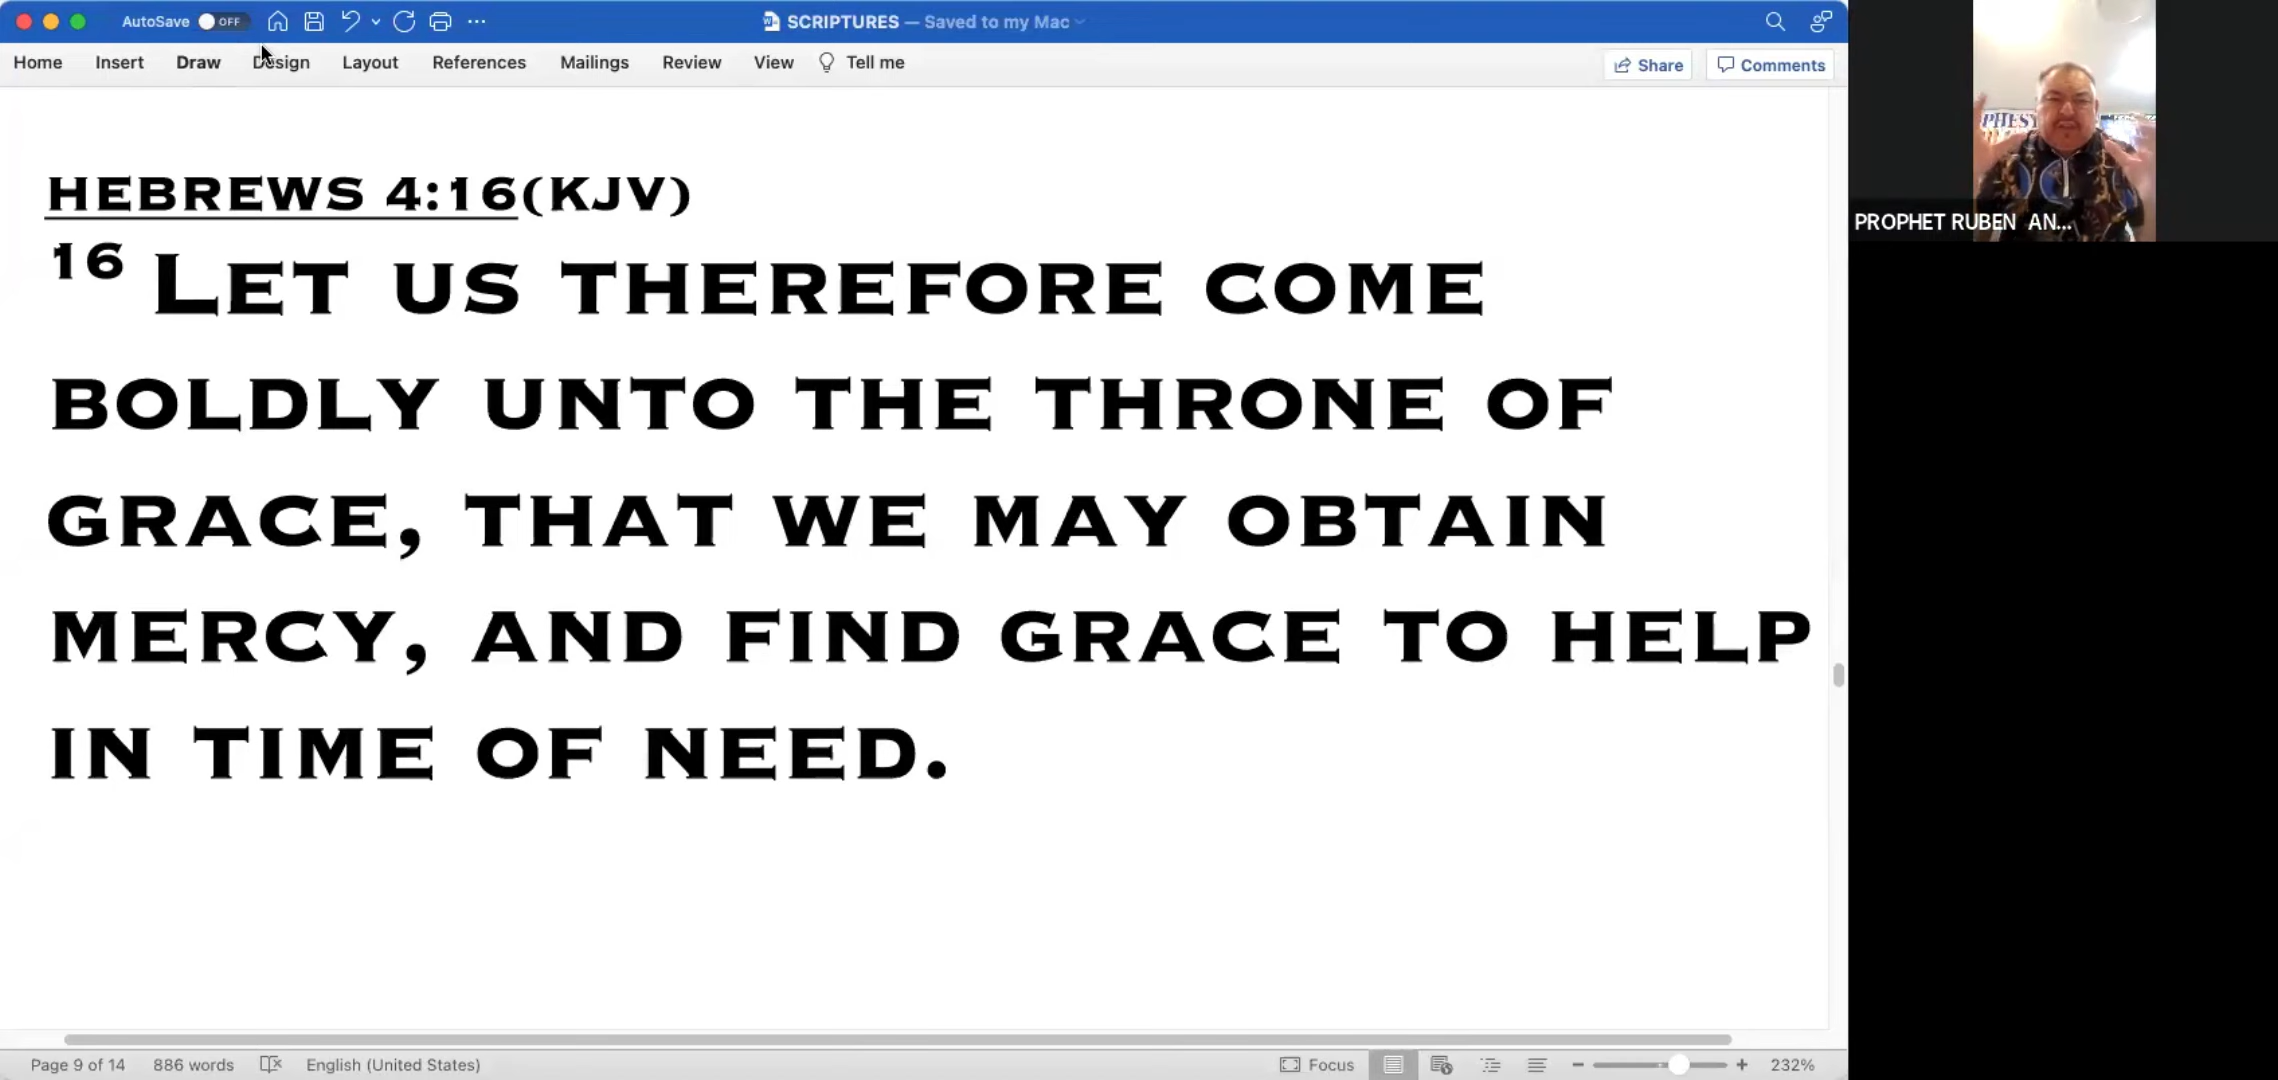 AutoSave OFF SCRIPTURES — Saved to my Mac
Home Insert Draw Design Layout References Mailings Review View Tell me Share Comments
HEBREWS 4:16(KJV)
16 LET US THEREFORE COME
BOLDLY UNTO THE THRONE OF
GRACE, THAT WE MAY OBTAIN
MERCY, AND FIND GRACE TO HELP
IN TIME OF NEED.
PROPHET RUBEN AN...
Page 9 of 14 886 words English (United States) Focus 232%